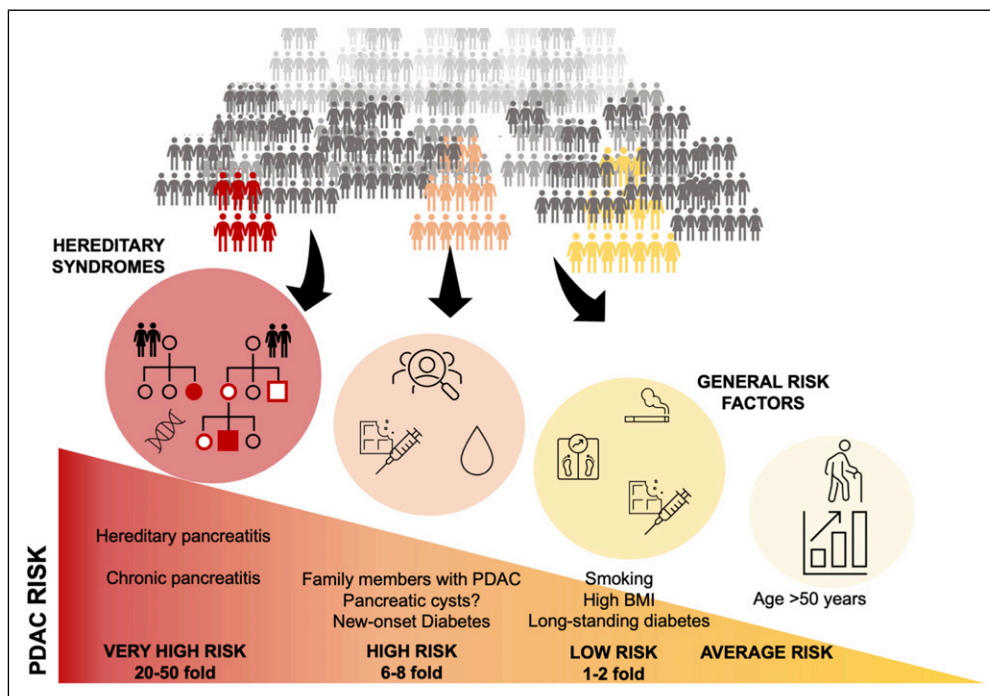 HEREDITARY
SYNDROMES
GENERAL RISK
FACTORS
PDAC RISK
Hereditary pancreatitis
Chronic pancreatitis
VERY HIGH RISK
20-50 fold
Family members with PDAC
Pancreatic cysts?
New-onset Diabetes
HIGH RISK
6-8 fold
Smoking
High BMI
Long-standing diabetes
LOW RISK
1-2 fold
Age >50 years
AVERAGE RISK